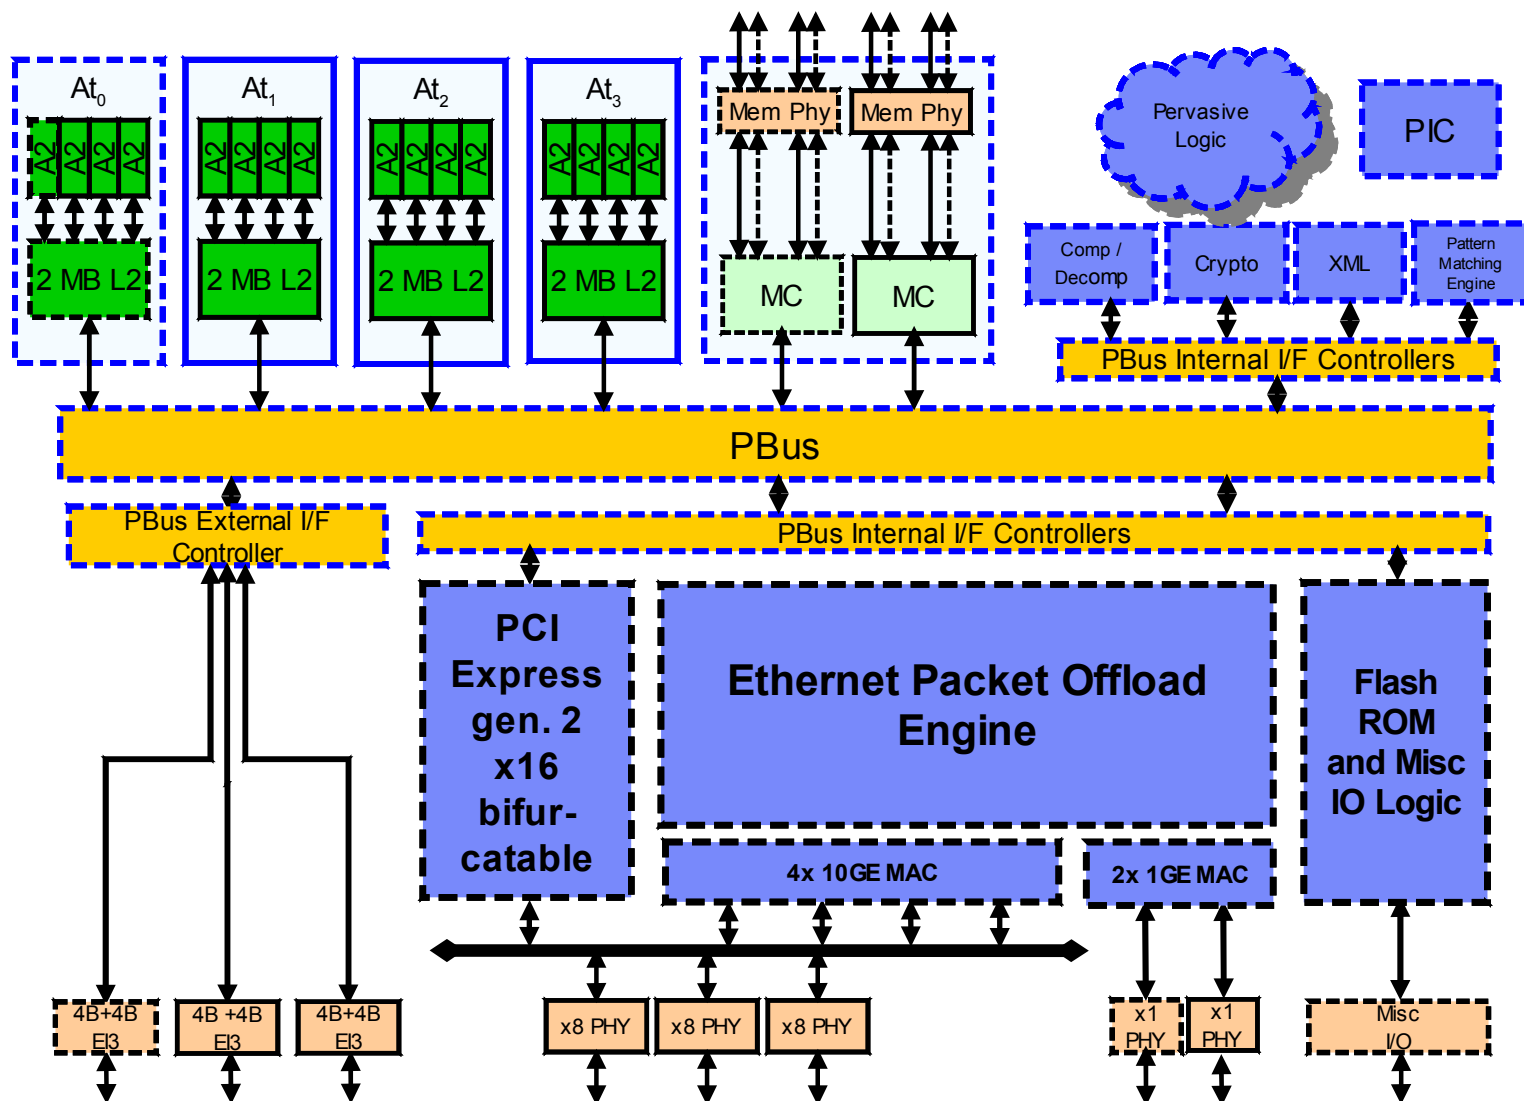 At0
At1
At2
At3
Mem Phy
Mem Phy
Pervasive
Logic
PIC
A2 A2 A2 A2
A2 A2 A2 A2
A2 A2 A2 A2
A2 A2 A2 A2
2 MB L2
2 MB L2
2 MB L2
2 MB L2
MC
MC
Comp /
Decomp
Crypto
XML
Pattern
Matching
Engine
PBus Internal I/F Controllers
PBus
PBus External I/F
Controller
PBus Internal I/F Controllers
PCI
Express
gen. 2
x16
bifur-
catable
Ethernet Packet Offload
Engine
Flash
ROM
and Misc
IO Logic
4x 10GE MAC
2x 1GE MAC
4B+4B
EI3
4B +4B
EI3
4B+4B
EI3
x8 PHY
x8 PHY
x8 PHY
x1
PHY
x1
PHY
Misc
I/O